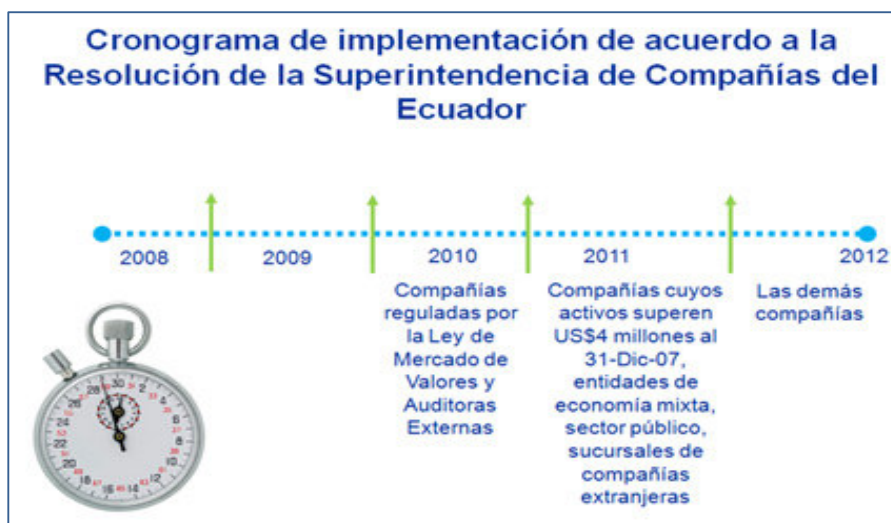 Cronograma de implementación de acuerdo a la
Resolución de la Superintendencia de Compañías del
Ecuador
2008
2009
2010
2011
2012
Compañías
reguladas por
la Ley de
Mercado de
Valores y
Auditoras
Externas
Compañías cuyos
activos superen
US$4 millones al
31-Dic-07,
entidades de
economía mixta,
sector público,
sucursales de
compañías
extranjeras
Las demás
compañías